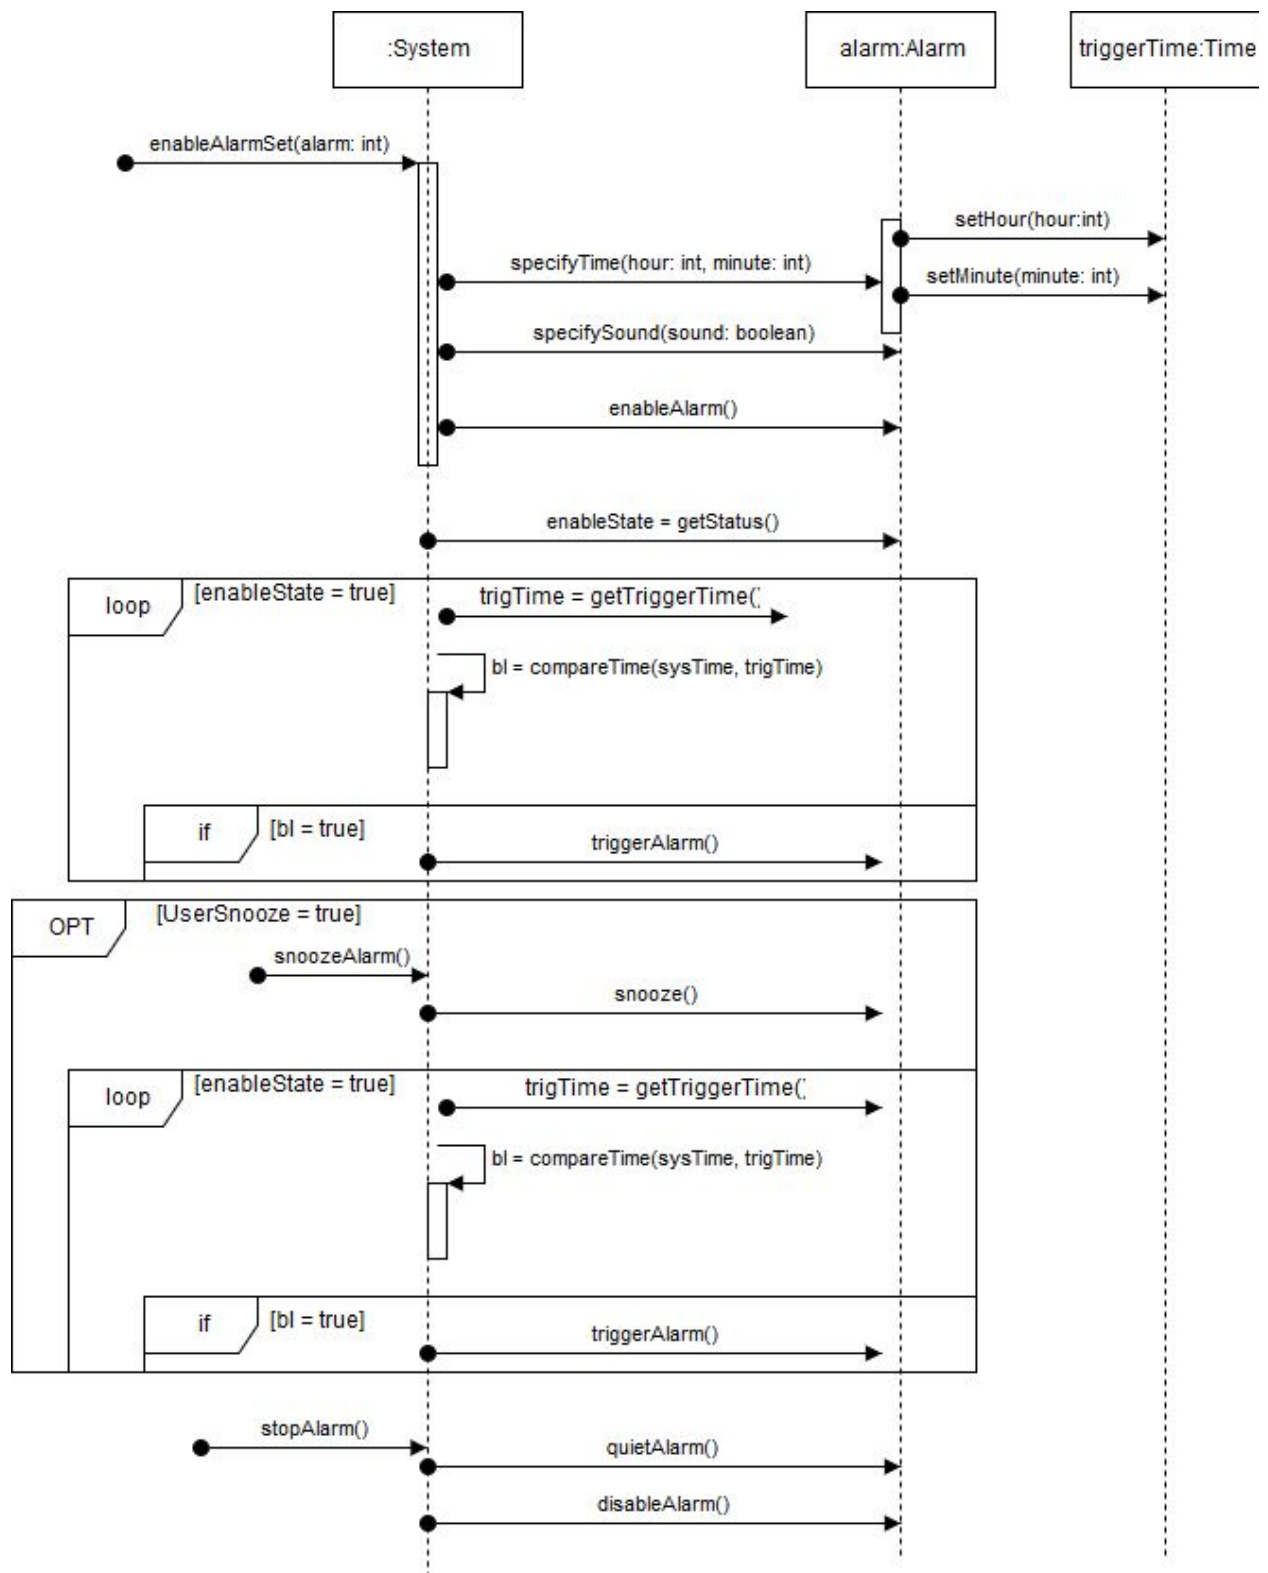 :System
alarm:Alarm
triggerTime:Time
enableAlarmSet(alarm: int)
setHour(hour:int)
specifyTime(hour: int, minute: int)
setMinute(minute: int)
specifySound(sound: boolean)
enableAlarm()
enableState = getStatus()
loop
[enableState = true]
trigTime = getTriggerTime()
bl = compareTime(sysTime, trigTime)
if
[bl = true]
triggerAlarm()
OPT
[UserSnooze = true]
snoozeAlarm()
snooze()
loop
[enableState = true]
trigTime = getTriggerTime()
bl = compareTime(sysTime, trigTime)
if
[bl = true]
triggerAlarm()
stopAlarm()
quietAlarm()
disableAlarm()